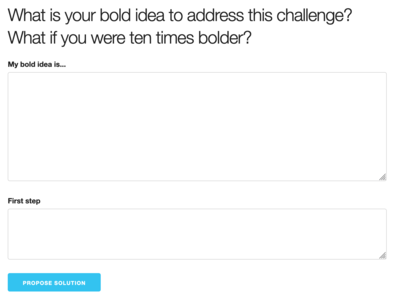 What is your bold idea to address this challenge?
What if you were ten times bolder?
My bold idea is...
First step
PROPOSE SOLUTION